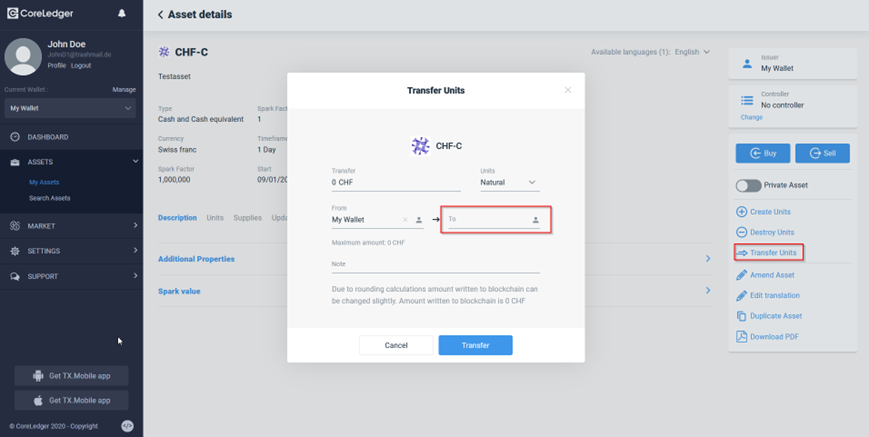 CoreLedger
John Doe
JohnD1@trashmail.de
Profile Logout
Current Wallet: Manage
My Wallet
DASHBOARD
ASSETS
My Assets
Search Assets
MARKET
SETTINGS
SUPPORT
Get TX.Mobile app
Get TX.Mobile app
© CoreLedger 2020 - Copyright
Asset details
CHF-C
Available languages (1): English
Testasset
Type
Cash and Cash equivalent
Spark Fact
1
Currency
Swiss franc
Timeframe
1 Day
Spark Factor
1,000,000
Start
09/01/20
Description Units Supplies Upda
Additional Properties
Spark value
Transfer Units
CHF-C
Transfer
0 CHF
Units
Natural
From
My Wallet
To
Maximum amount: 0 CHF
Note
Due to rounding calculations amount written to blockchain can
be changed slightly. Amount written to blockchain is 0 CHF
Cancel
Transfer
Issuer
My Wallet
Controller
No controller
Change
Buy
Sell
Private Asset
Create Units
Destroy Units
Transfer Units
Amend Asset
Edit translation
Duplicate Asset
Download PDF